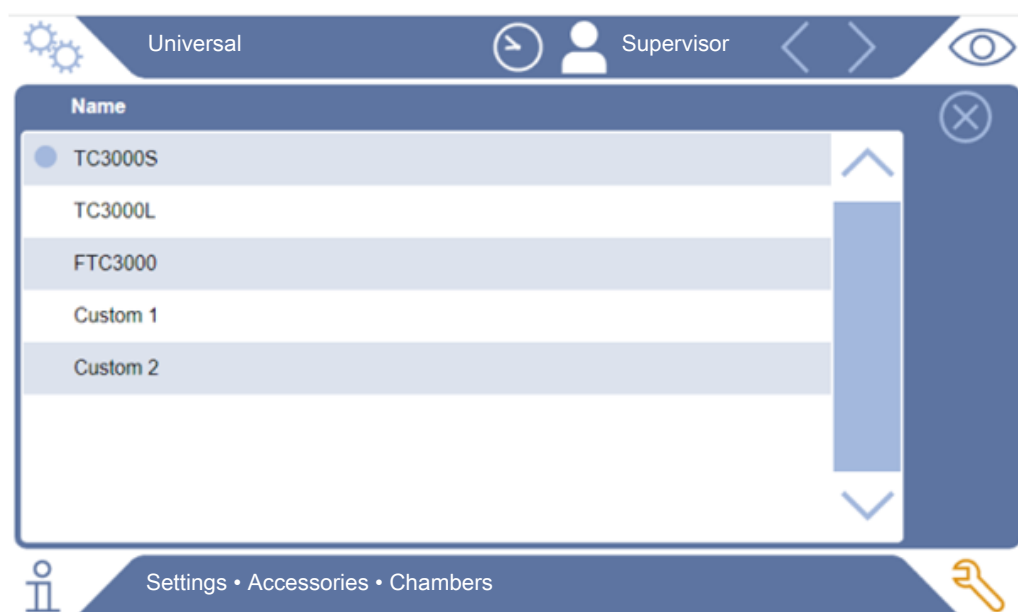 Universal
Supervisor
Name
TC3000S
TC3000L
FTC3000
Custom 1
Custom 2
Settings • Accessories • Chambers